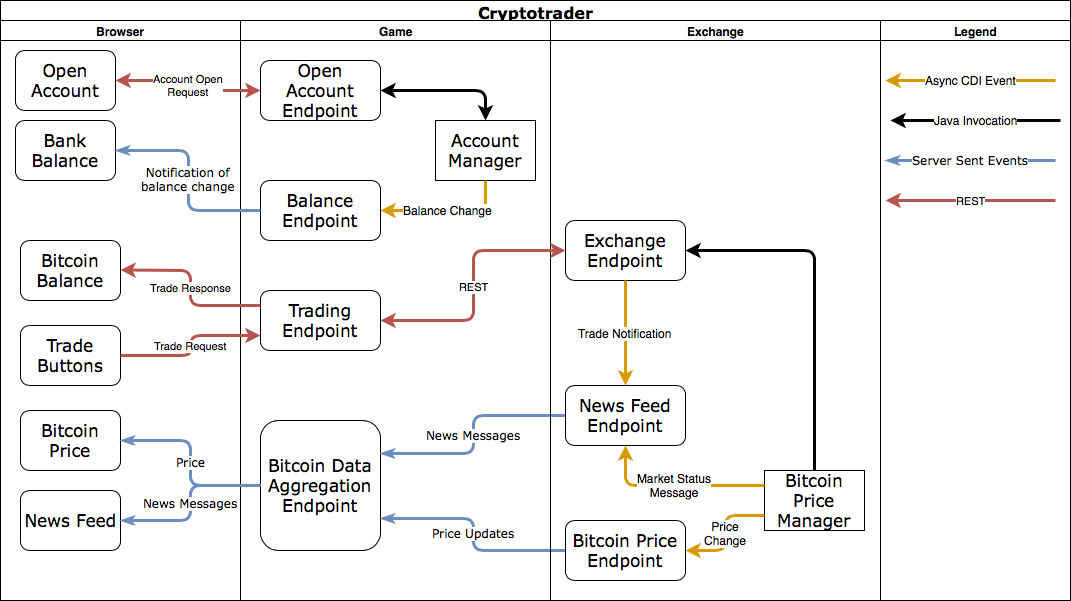 Cryptotrader
Browser
Game
Exchange
Legend
Open
Account
Account Open
Request
Open
Account
Endpoint
Async CDI Event
Java Invocation
Server Sent Events
REST
Bank
Balance
Notification of
balance change
Account
Manager
Balance
Endpoint
Balance Change
Bitcoin
Balance
Trade Response
Trading
Endpoint
REST
Exchange
Endpoint
Trade
Buttons
Trade Request
Trade Notification
Bitcoin
Price
Price
News Messages
News Feed
Bitcoin Data
Aggregation
Endpoint
News Messages
Price Updates
News Feed
Endpoint
Market Status
Message
Bitcoin
Price
Manager
Price
Change
Bitcoin Price
Endpoint